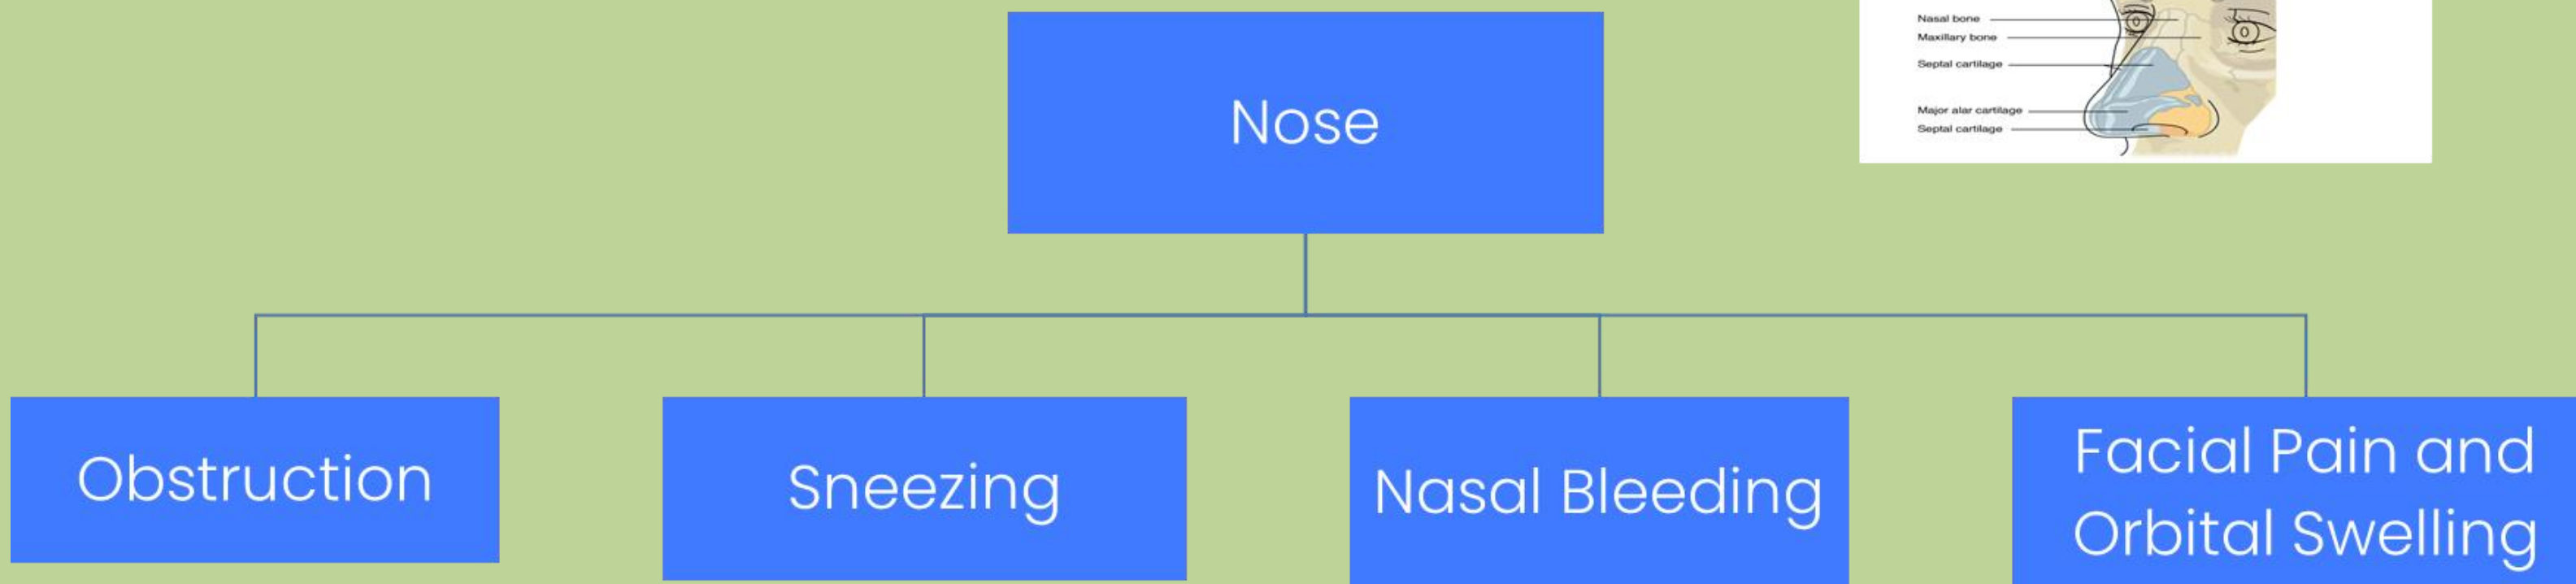 Nasal bone
Maxillary bone
Septal cartilage
Major alar cartilage
Septal cartilage
Nose
Obstruction
Sneezing
Nasal Bleeding
Facial Pain and
Orbital Swelling